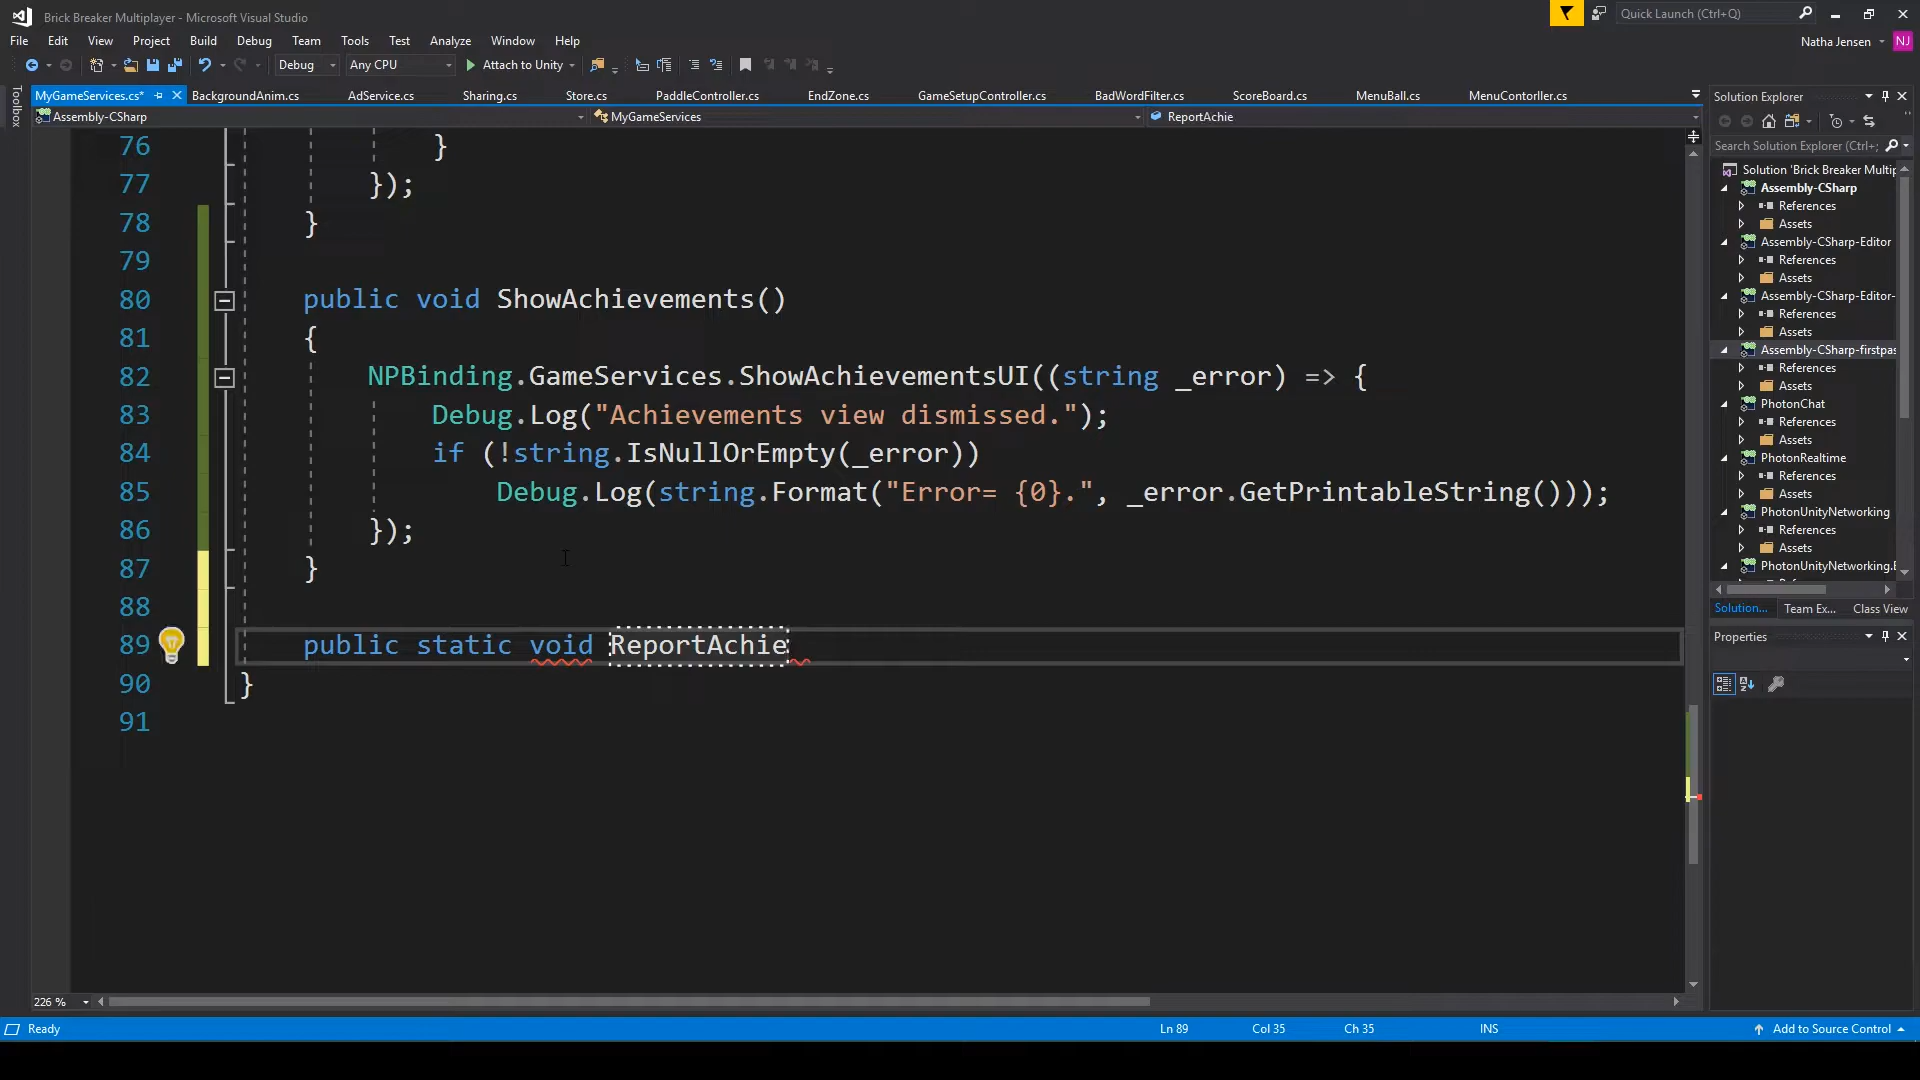 Brick Breaker Multiplayer - Microsoft Visual Studio
Quick Launch (Ctrl+Q)
File Edit View Project Build Debug Team Tools Test Analyze Window Help
Natha Jensen NJ
Debug Any CPU Attach to Unity
Toolbox
MyGameServices.cs* BackgroundAnim.cs AdService.cs Sharing.cs Store.cs PaddleController.cs EndZone.cs GameSetupController.cs BadWordFilter.cs ScoreBoard.cs MenuBall.cs MenuContorller.cs
Assembly-CSharp MyGameServices ReportAchie
76 }
77 });
78 }
79
80 public void ShowAchievements()
81 {
82 NPBinding.GameServices.ShowAchievementsUI((string _error) => {
83 Debug.Log("Achievements view dismissed.");
84 if (!string.IsNullOrEmpty(_error))
85 Debug.Log(string.Format("Error= {0}.", _error.GetPrintableString()));
86 });
87 }
88
89 public static void ReportAchie
90 }
91
226 %
Solution Explorer
Search Solution Explorer (Ctrl+;
Solution 'Brick Breaker Multip
Assembly-CSharp
References
Assets
Assembly-CSharp-Editor
References
Assets
Assembly-CSharp-Editor-
References
Assets
Assembly-CSharp-firstpas
References
Assets
PhotonChat
References
Assets
PhotonRealtime
References
Assets
PhotonUnityNetworking
References
Assets
PhotonUnityNetworking.E
Solution... Team Ex... Class View
Properties
Ready Ln 89 Col 35 Ch 35 INS Add to Source Control